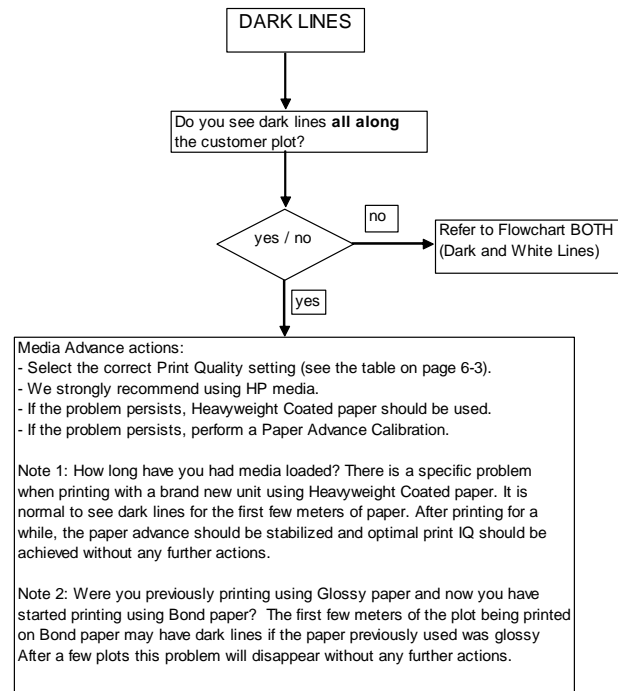 DARK LINES
Do you see dark lines all along
the customer plot?
yes / no
no
Refer to Flowchart BOTH
(Dark and White Lines)
yes
Media Advance actions:
- Select the correct Print Quality setting (see the table on page 6-3).
- We strongly recommend using HP media.
- If the problem persists, Heavyweight Coated paper should be used.
- If the problem persists, perform a Paper Advance Calibration.
Note 1: How long have you had media loaded? There is a specific problem
when printing with a brand new unit using Heavyweight Coated paper. It is
normal to see dark lines for the first few meters of paper. After printing for a
while, the paper advance should be stabilized and optimal print IQ should be
achieved without any further actions.
Note 2: Were you previously printing using Glossy paper and now you have
started printing using Bond paper? The first few meters of the plot being printed
on Bond paper may have dark lines if the paper previously used was glossy
After a few plots this problem will disappear without any further actions.